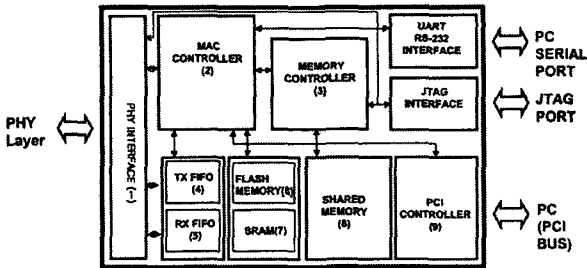 PHY
Layer
PHY INTERFACE (--)
MAC
CONTROLLER
(2)
MEMORY
CONTROLLER
(3)
UART
RS-232
INTERFACE
JTAG
INTERFACE
TX FIFO
(4)
RX FIFO
(5)
FLASH
MEMORY(6)
SRAM(7)
SHARED
MEMORY
(8)
PCI
CONTROLLER
(9)
PC
SERIAL
PORT
JTAG
PORT
PC
(PCI
BUS)